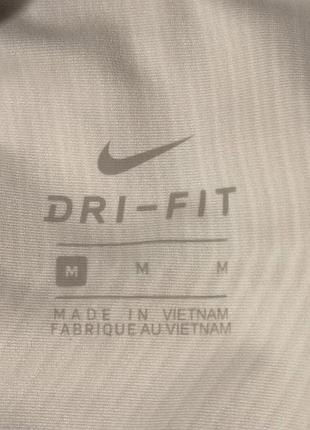 DRI-FIT
M M M
MADE IN VIETNAM
FABRIQUE AU VIETNAM